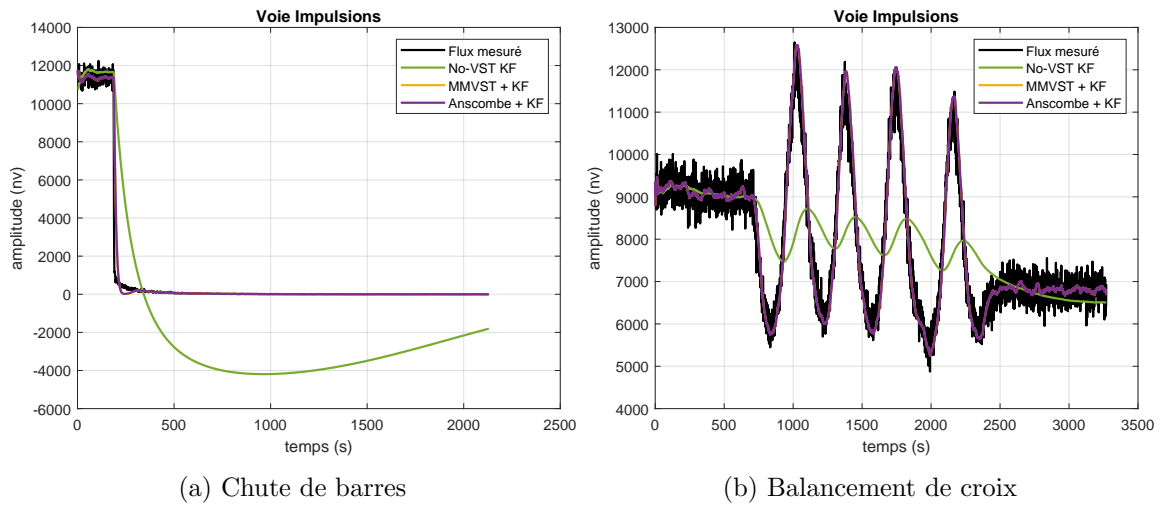 Voie Impulsions
14000
12000
10000
8000
6000
4000
2000
0
-2000
-4000
-6000
amplitude (nv)
0 500 1000 1500 2000 2500
temps (s)
Flux mesuré
No-VST KF
MMVST + KF
Anscombe + KF
(a) Chute de barres
Voie Impulsions
13000
12000
11000
10000
9000
8000
7000
6000
5000
4000
amplitude (nv)
0 500 1000 1500 2000 2500 3000 3500
temps (s)
Flux mesuré
No-VST KF
MMVST + KF
Anscombe + KF
(b) Balancement de croix